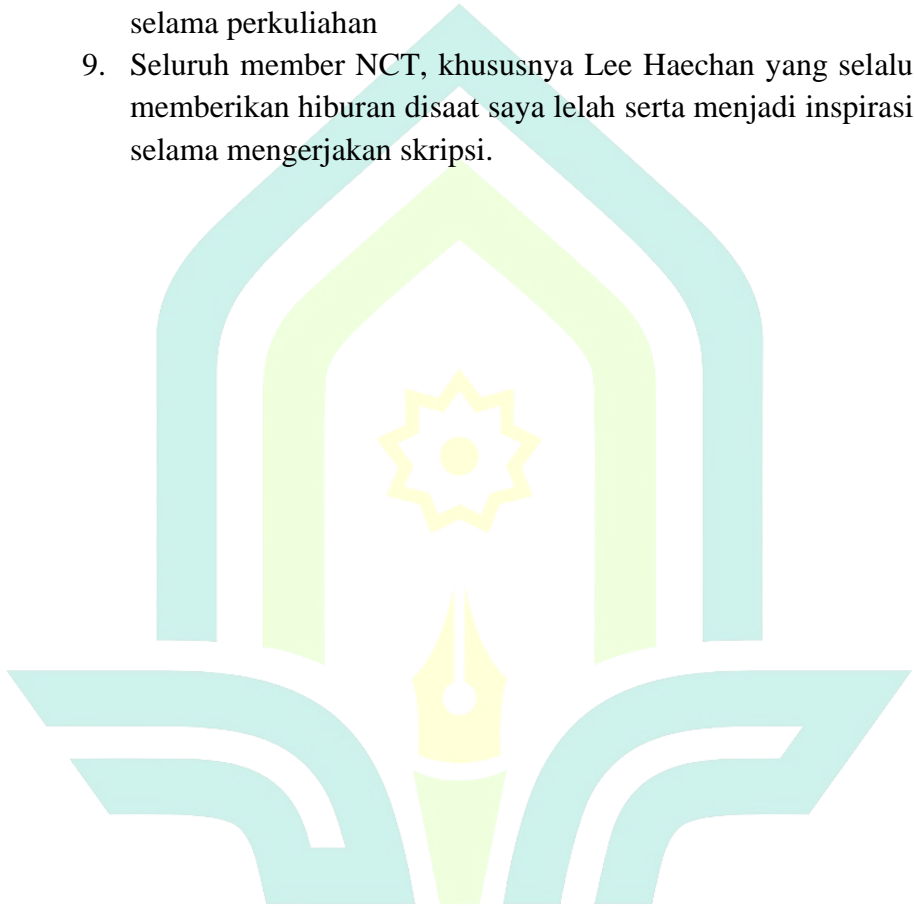 selama perkuliahan
9. Seluruh member NCT, khususnya Lee Haechan yang selalu
memberikan hiburan disaat saya lelah serta menjadi inspirasi
selama mengerjakan skripsi.